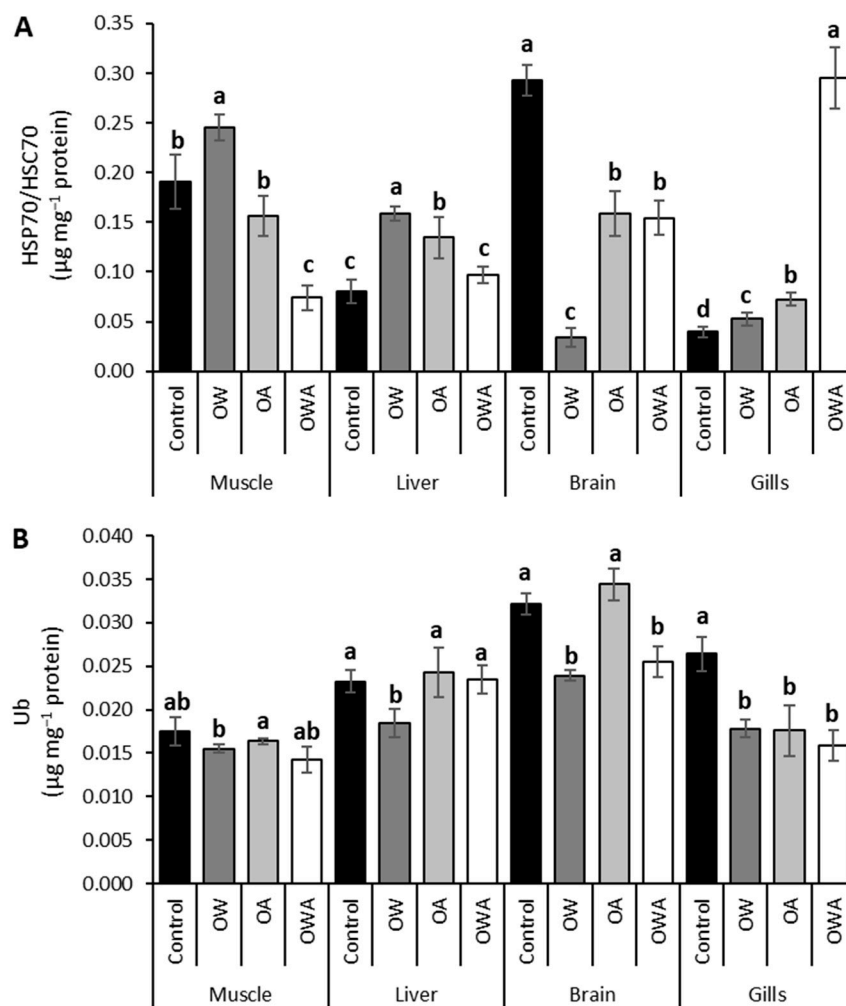 A
HSP70/HSC70
(µg mg⁻¹ protein)
0.35
0.30
0.25
0.20
0.15
0.10
0.05
0.00
b a b c c a b c a c b b d c b a
Control OW OA OWA Control OW OA OWA Control OW OA OWA Control OW OA OWA
Muscle Liver Brain Gills
B
Ub
(µg mg⁻¹ protein)
0.040
0.035
0.030
0.025
0.020
0.015
0.010
0.005
0.000
ab b a ab a b a a a b a b a b b b
Control OW OA OWA Control OW OA OWA Control OW OA OWA Control OW OA OWA
Muscle Liver Brain Gills